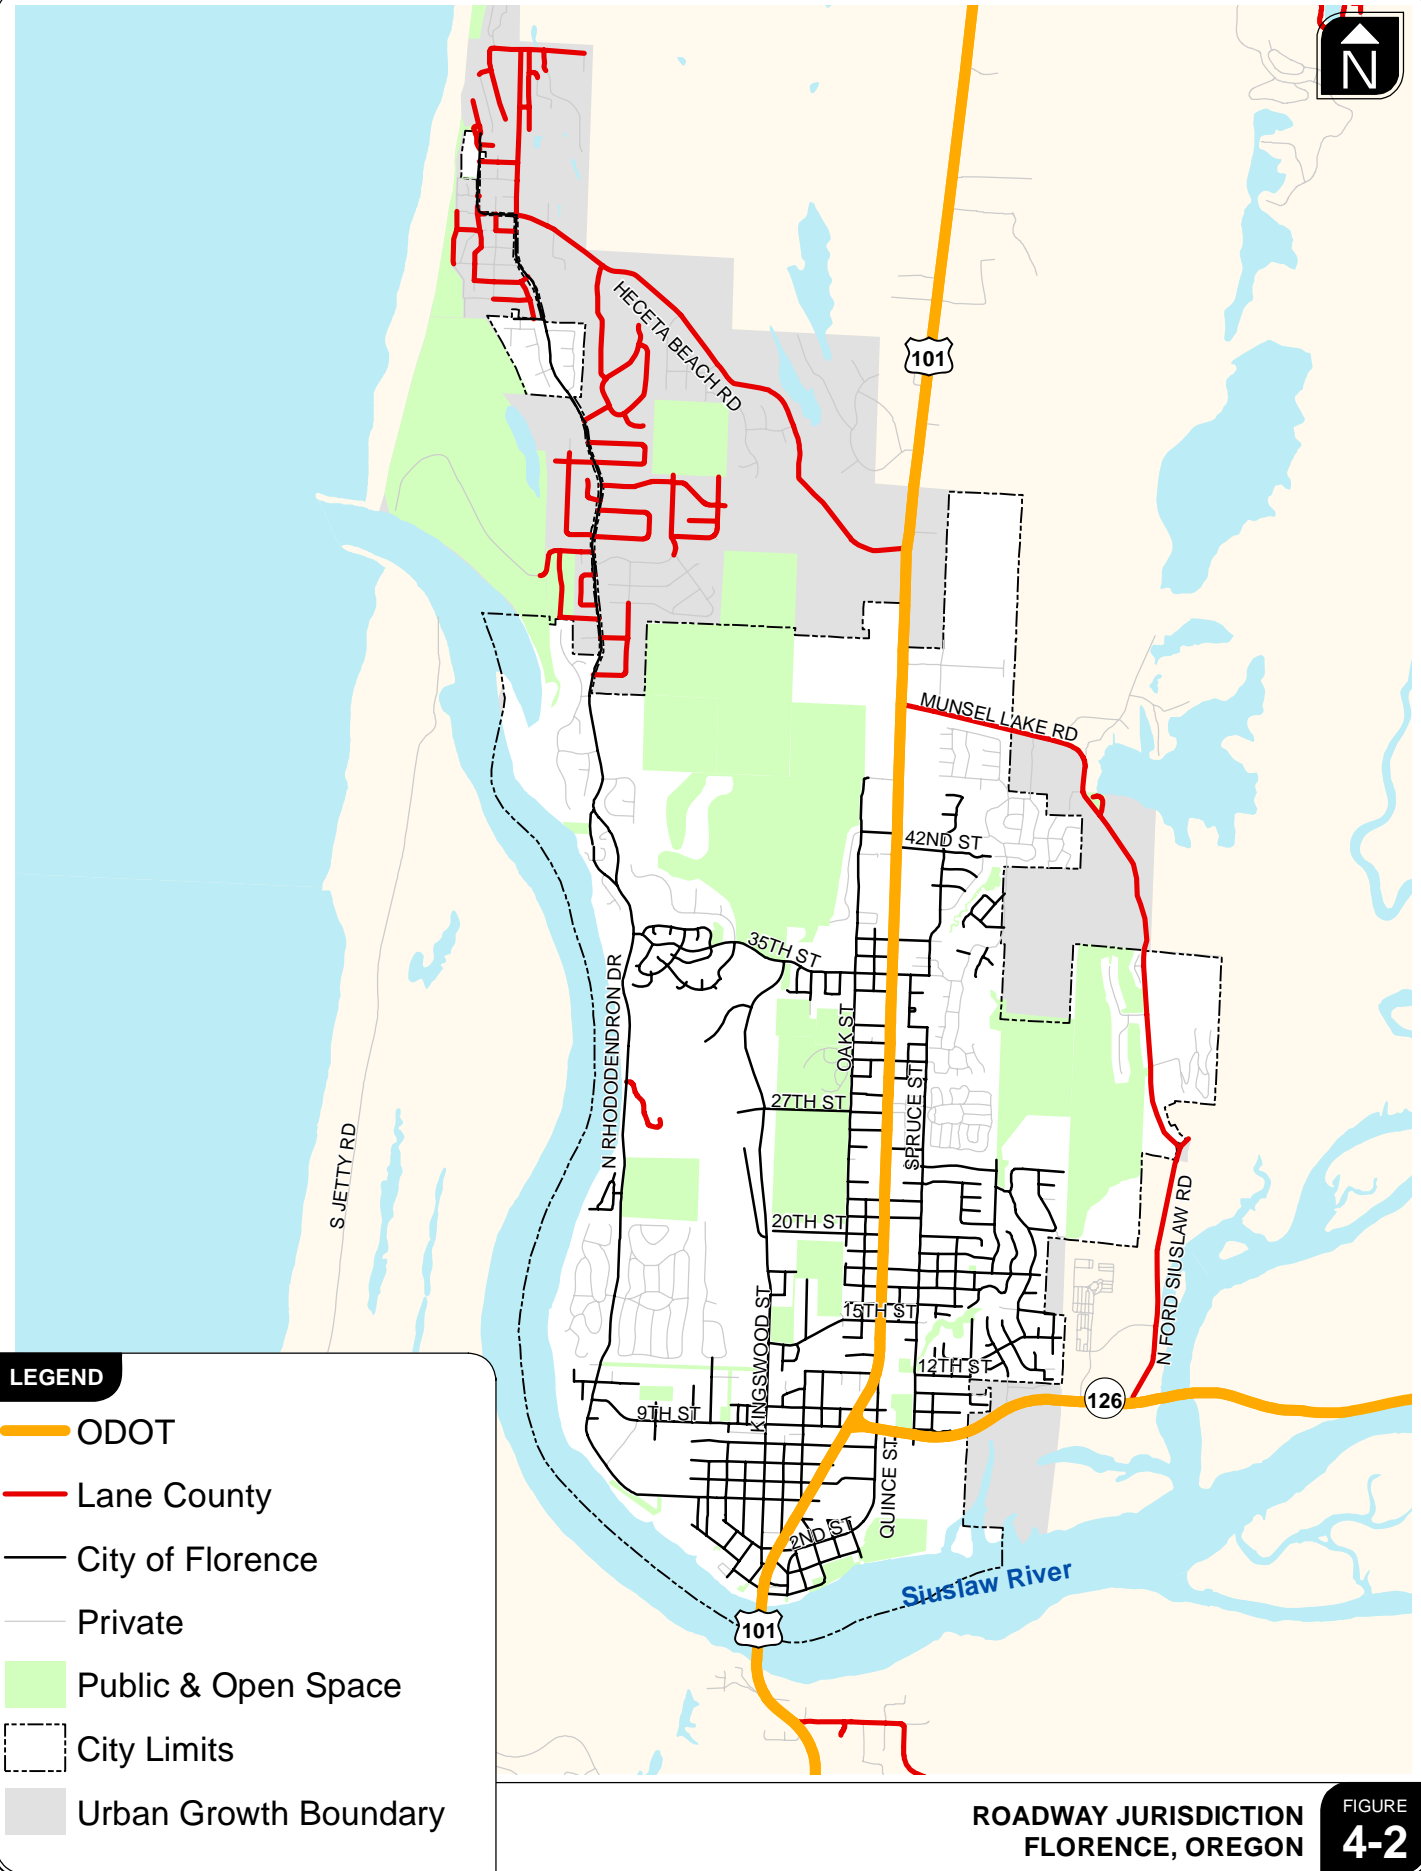 N
HECETA BEACH RD
101
MUNSEL LAKE RD
42ND ST
35TH ST
N RHODODENDRON DR
OAK ST
SPRUCE ST
27TH ST
S JETTY RD
20TH ST
N FORD SIUSLAW RD
KINGSWOOD ST
15TH ST
12TH ST
126
9TH ST
QUINCE ST
2ND ST
Siuslaw River
101
LEGEND
ODOT
Lane County
City of Florence
Private
Public & Open Space
City Limits
Urban Growth Boundary
ROADWAY JURISDICTION
FLORENCE, OREGON
FIGURE
4-2